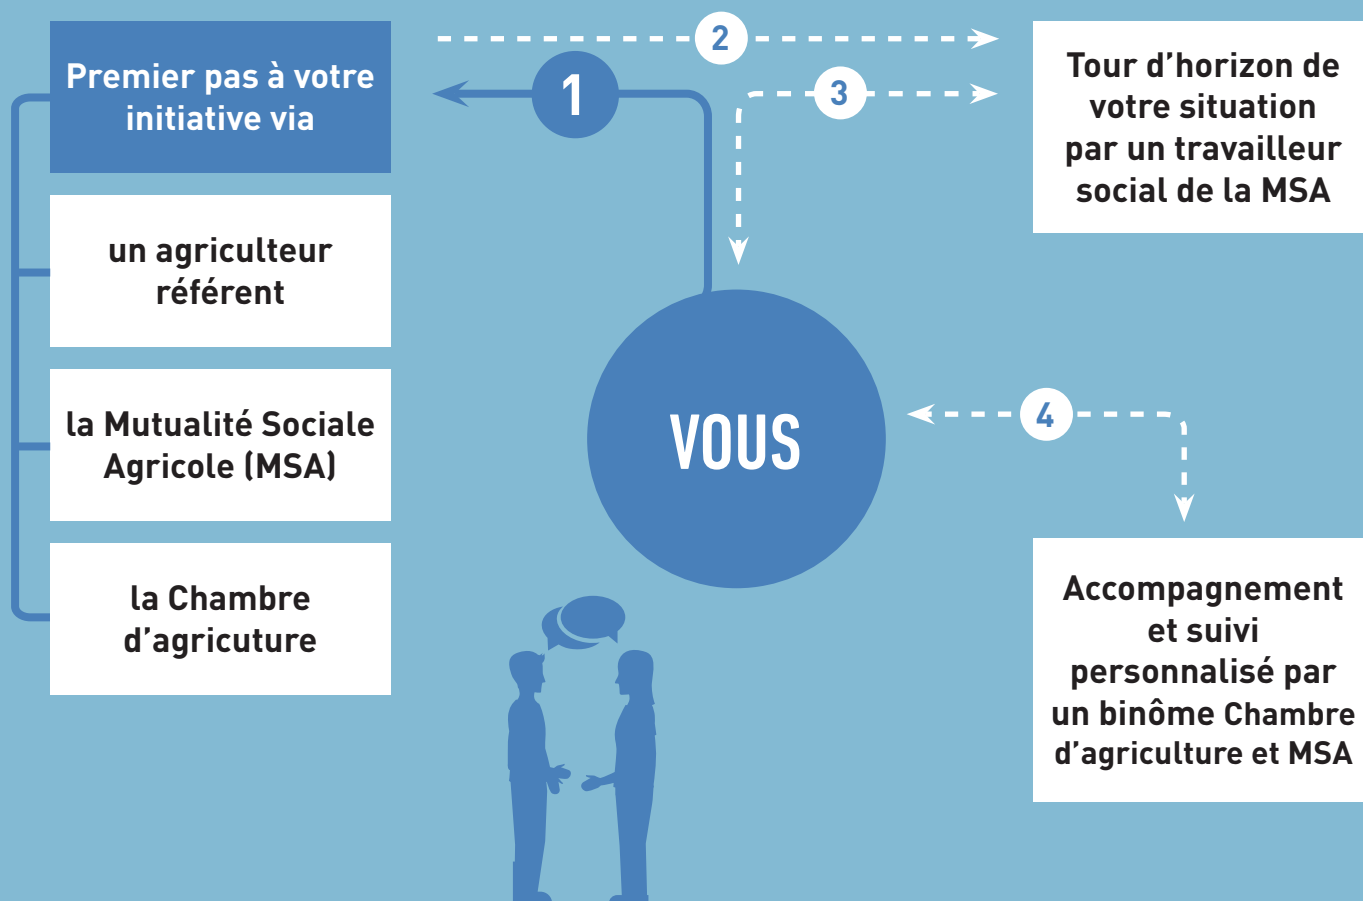 Premier pas à votre
initiative via
un agriculteur
référent
la Mutualité Sociale
Agricole (MSA)
la Chambre
d’agricuture
1
2
3
Tour d’horizon de
votre situation
par un travailleur
social de la MSA
VOUS
4
Accompagnement
et suivi
personnalisé par
un binôme Chambre
d’agriculture et MSA